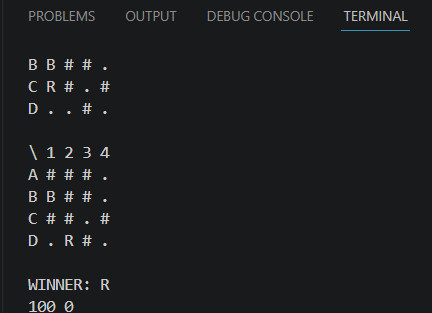 PROBLEMS OUTPUT DEBUG CONSOLE TERMINAL
B B # # .
C R # . #
D . . # .
\ 1 2 3 4
A # # # .
B B # # .
C # # . #
D . R # .
WINNER: R
100 0